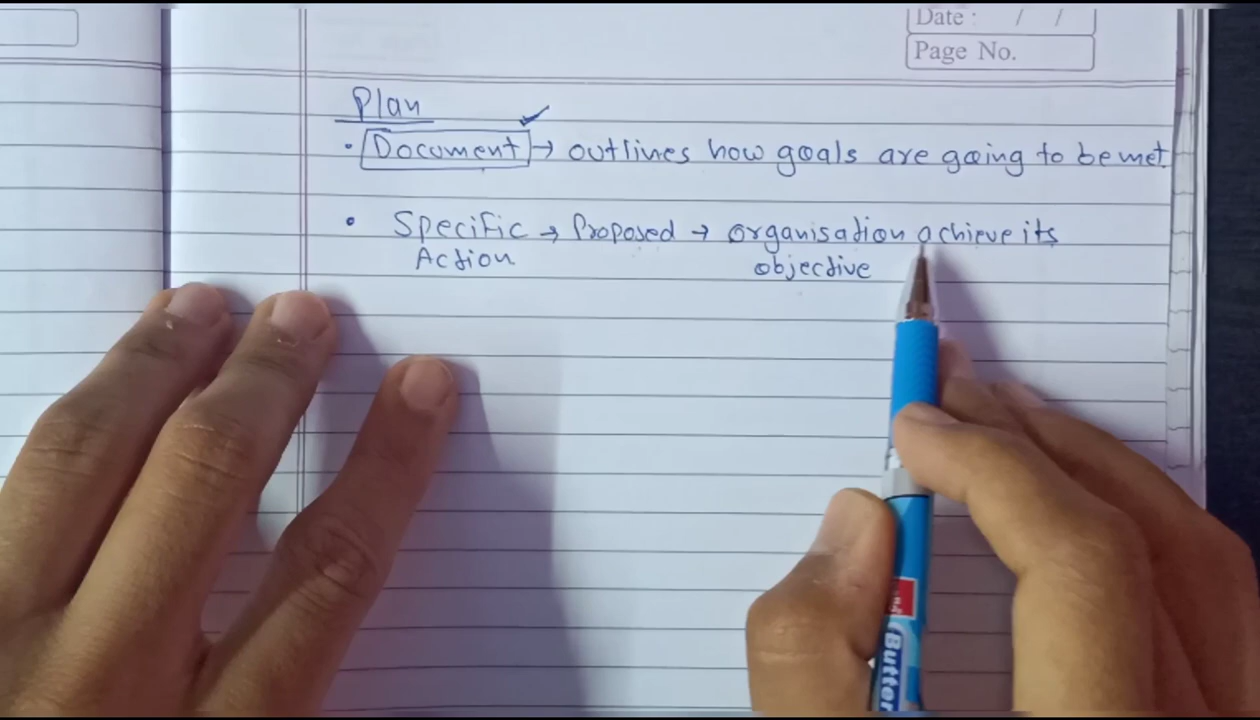 Date : / /
Page No.
Plan
• Document → outlines how goals are going to be met.
• Specific → Proposed → organisation achieve its
Action objective
Butter